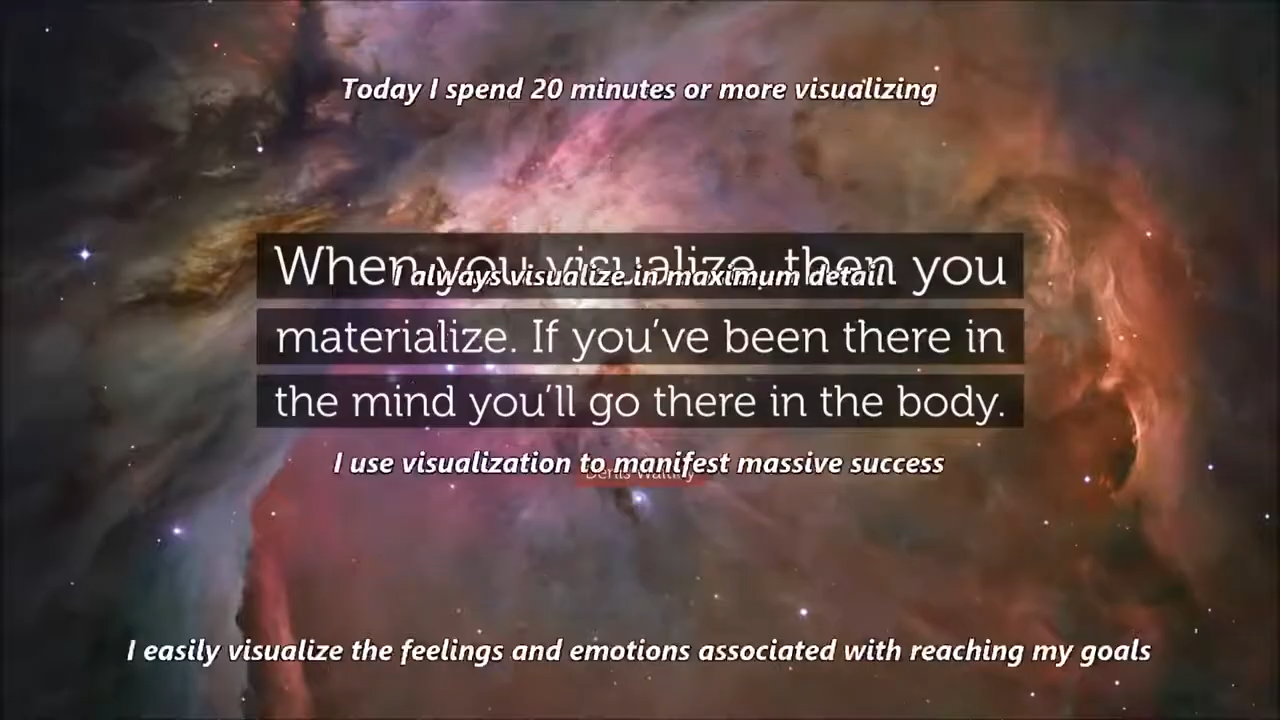 Today I spend 20 minutes or more visualizing
When you visualize, then you
I always visualize in maximum detail
materialize. If you've been there in
the mind you'll go there in the body.
I use visualization to manifest massive success
Denis Waitley
I easily visualize the feelings and emotions associated with reaching my goals